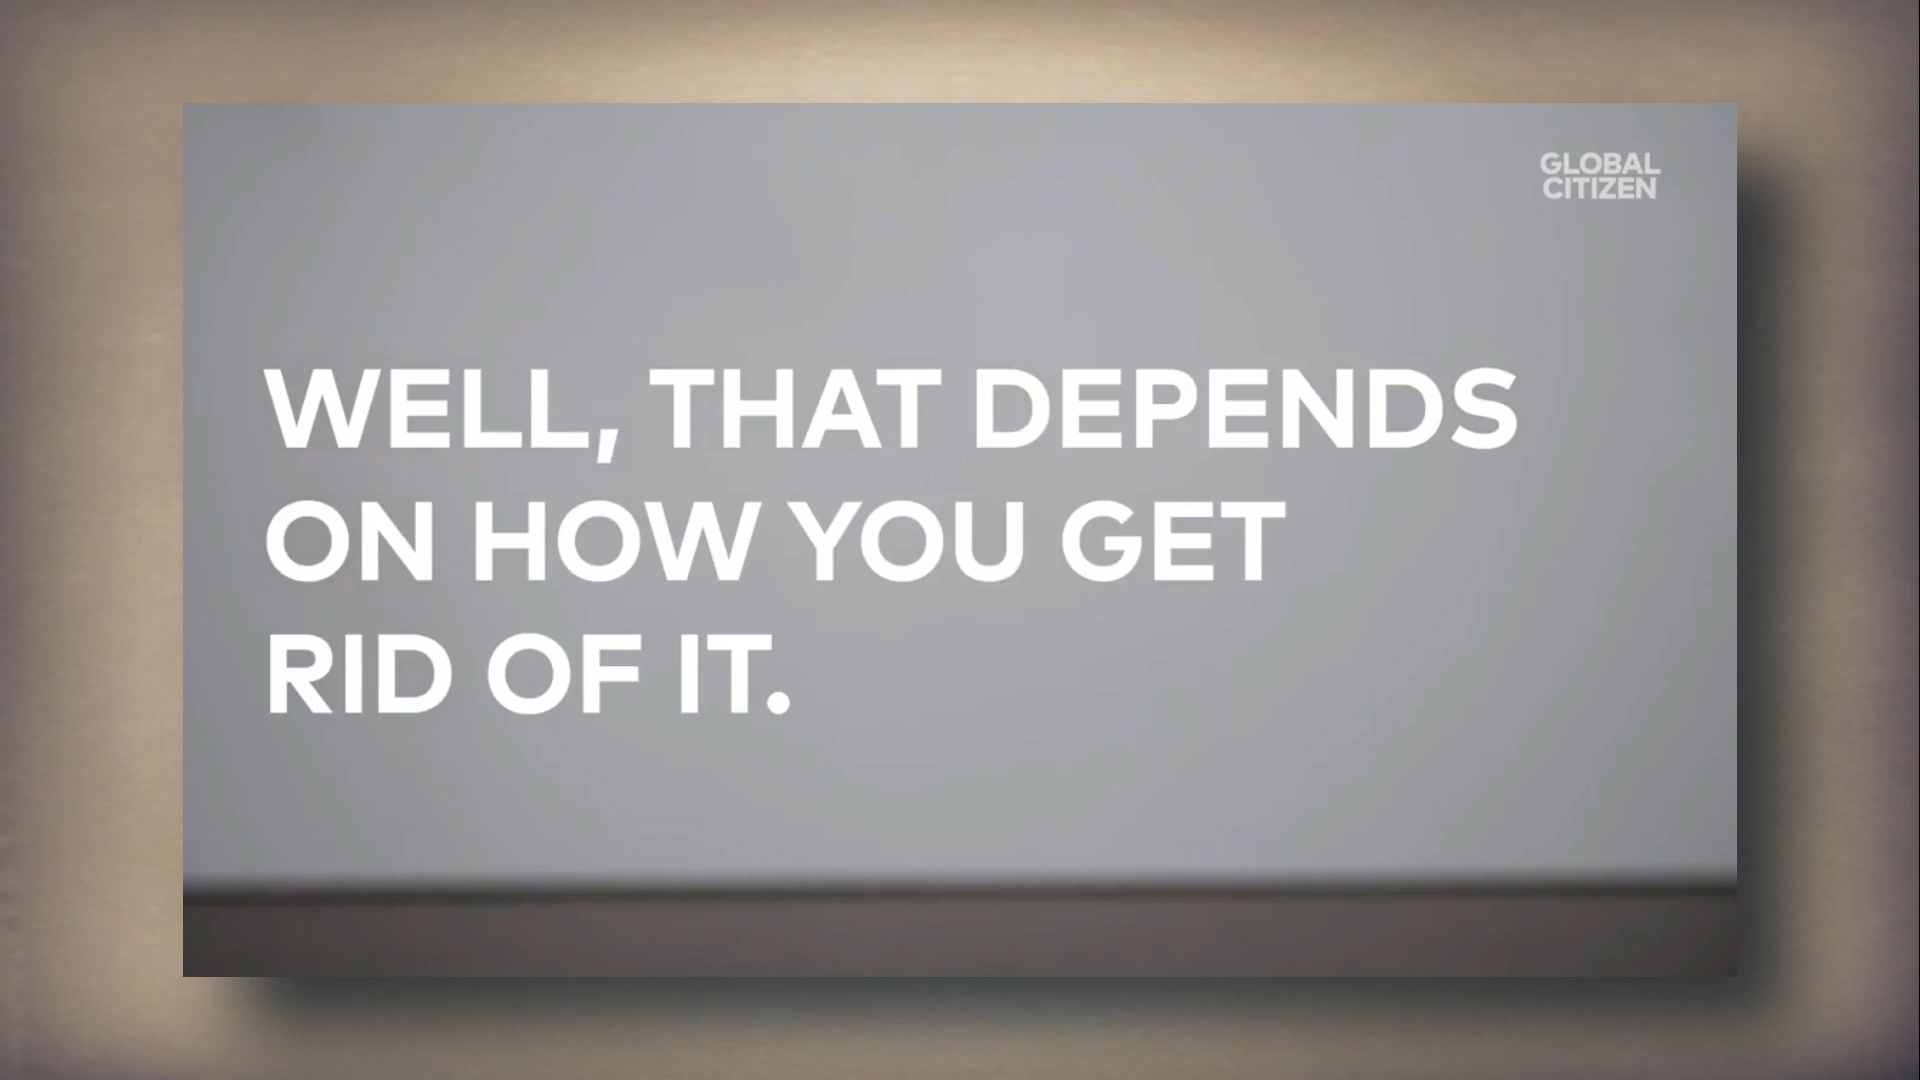 GLOBAL
CITIZEN
WELL, THAT DEPENDS
ON HOW YOU GET
RID OF IT.